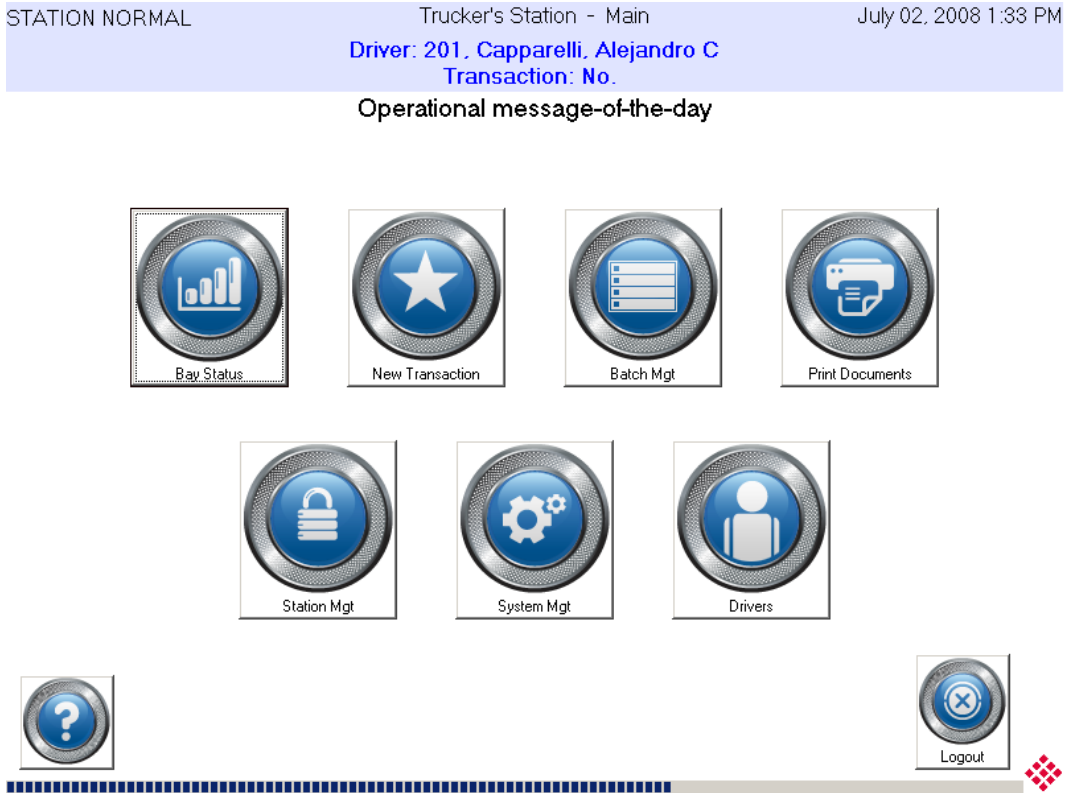 STATION NORMAL
Trucker's Station - Main
July 02, 2008 1:33 PM
Driver: 201, Capparelli, Alejandro C
Transaction: No.
Operational message-of-the-day
Bay Status
New Transaction
Batch Mgt
Print Documents
Station Mgt
System Mgt
Drivers
?
Logout